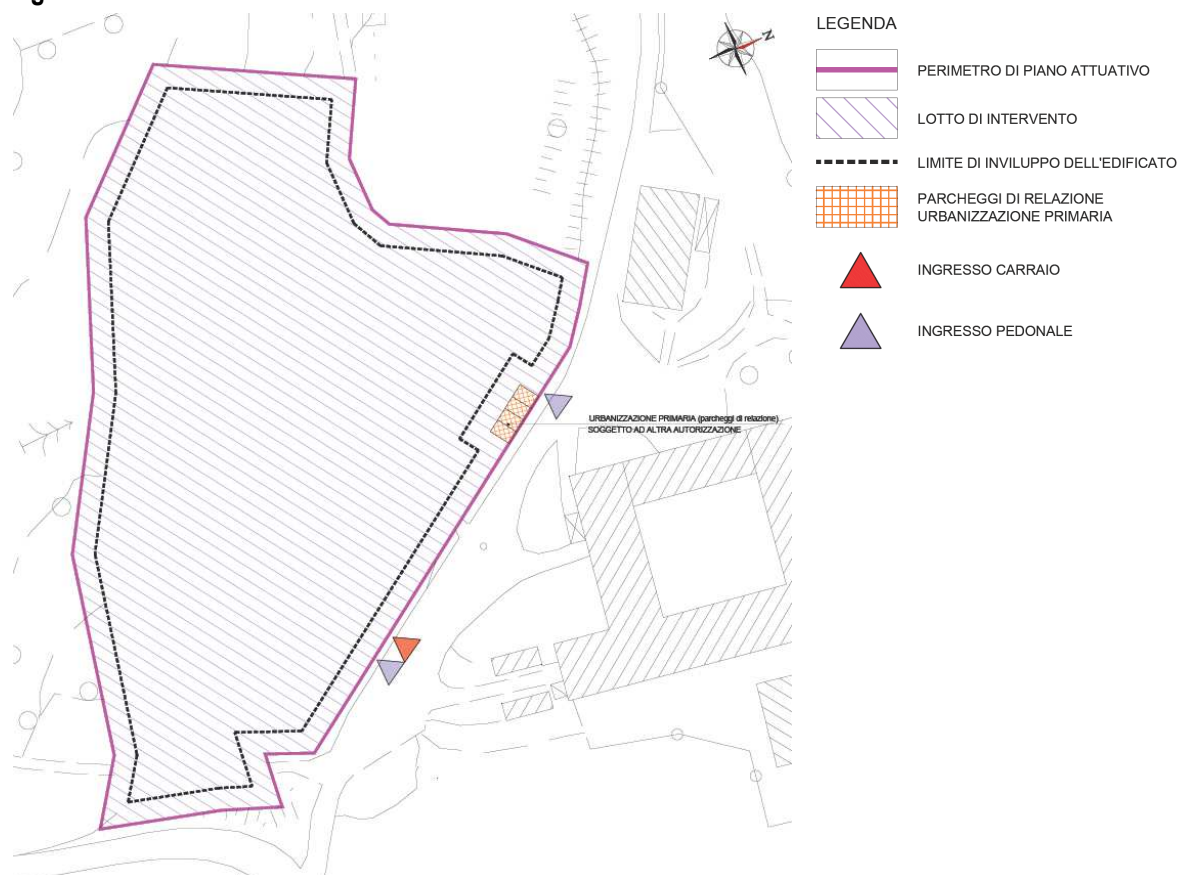 LEGENDA
N
PERIMETRO DI PIANO ATTUATIVO
LOTTO DI INTERVENTO
LIMITE DI INVILUPPO DELL'EDIFICATO
PARCHEGGI DI RELAZIONE
URBANIZZAZIONE PRIMARIA
INGRESSO CARRAIO
INGRESSO PEDONALE
URBANIZZAZIONE PRIMARIA (parcheggi di relazione)
SOGGETTO AD ALTRA AUTORIZZAZIONE